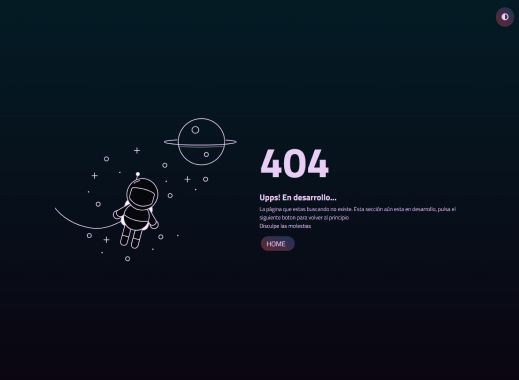 404
Upps! En desarrollo...
La página que estas buscando no existe. Esta sección aún esta en desarrollo, pulsa el
siguiente boton para volver al principio
Disculpe las molestias
HOME